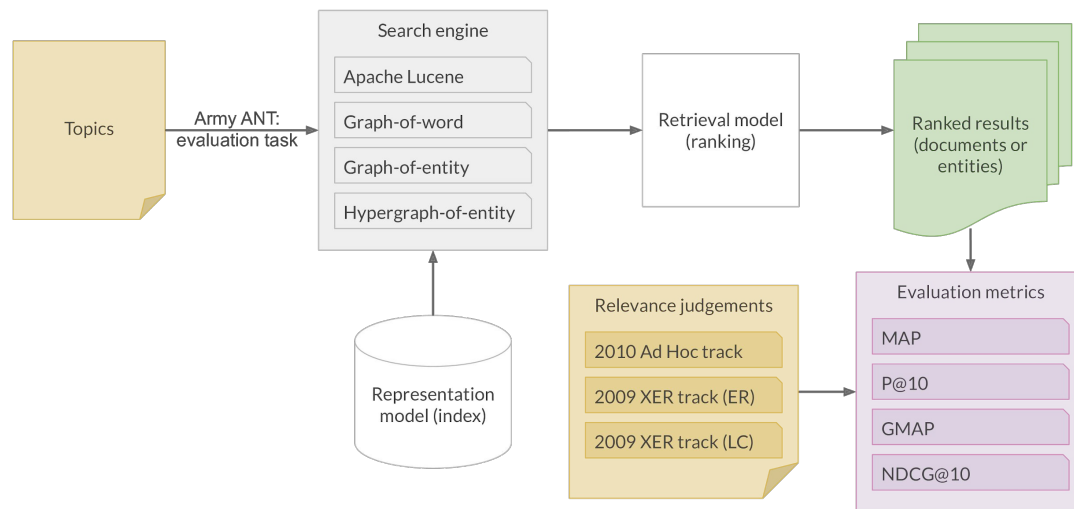 Topics
Army ANT:
evaluation task
Search engine
Apache Lucene
Graph-of-word
Graph-of-entity
Hypergraph-of-entity
Retrieval model
(ranking)
Ranked results
(documents or
entities)
Representation
model (index)
Relevance judgements
2010 Ad Hoc track
2009 XER track (ER)
2009 XER track (LC)
Evaluation metrics
MAP
P@10
GMAP
NDCG@10